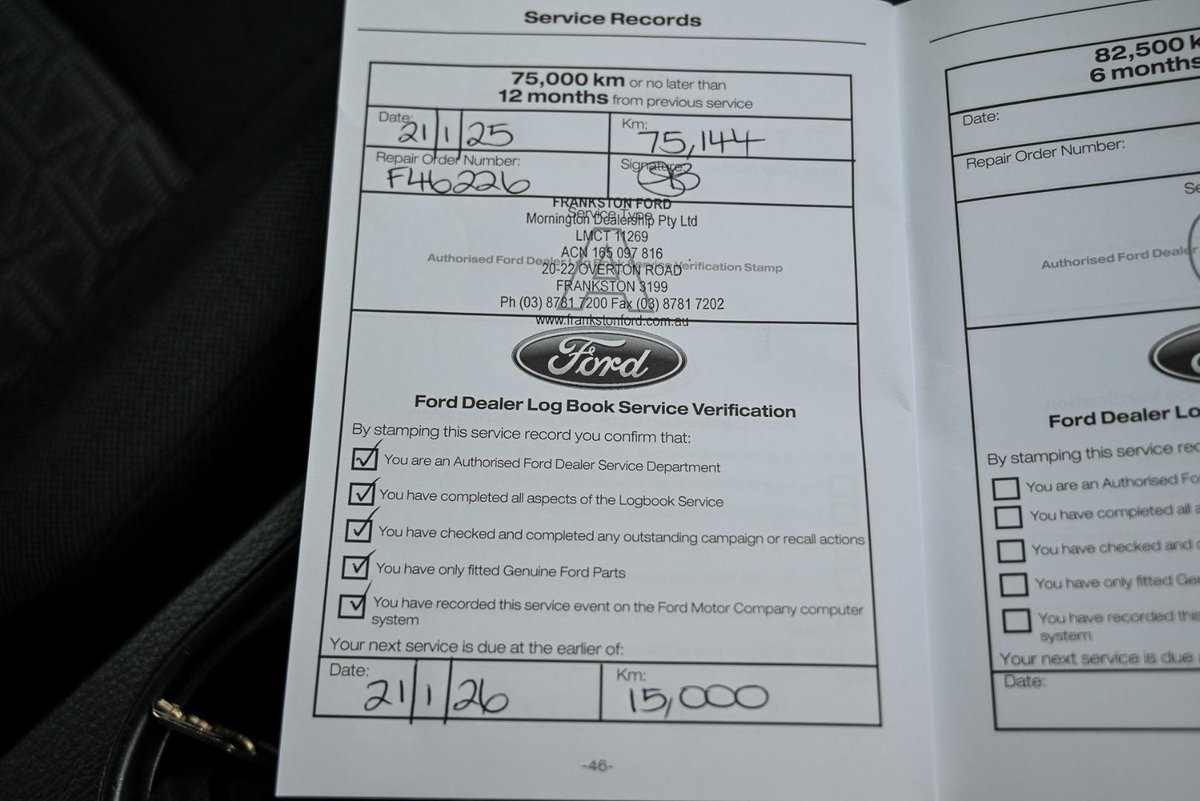 Service Records
75,000 km or no later than
12 months from previous service
Date: 21/1/25
Km: 75,144
Repair Order Number: F46226
Signature:
FRANKSTON FORD
Service Type
Mornington Dealership Pty Ltd
LMCT 11269
ACN 165 097 816
A
Authorised Ford Dealer Log Book Service Verification Stamp
20-22 OVERTON ROAD
FRANKSTON 3199
Ph (03) 8781 7200 Fax (03) 8781 7202
www.frankstonford.com.au
Ford
Ford Dealer Log Book Service Verification
By stamping this service record you confirm that:
You are an Authorised Ford Dealer Service Department
You have completed all aspects of the Logbook Service
You have checked and completed any outstanding campaign or recall actions
You have only fitted Genuine Ford Parts
You have recorded this service event on the Ford Motor Company computer
system
Your next service is due at the earlier of:
Date: 21/1/26
Km: 15,000
-46-
82,500 k
6 months
Date:
Repair Order Number:
Se
Authorised Ford Deale
Ford Dealer Lo
By stamping this service rec
You are an Authorised Fo
You have completed all a
You have checked and c
You have only fitted Ge
You have recorded this
system
Your next service is due
Date: